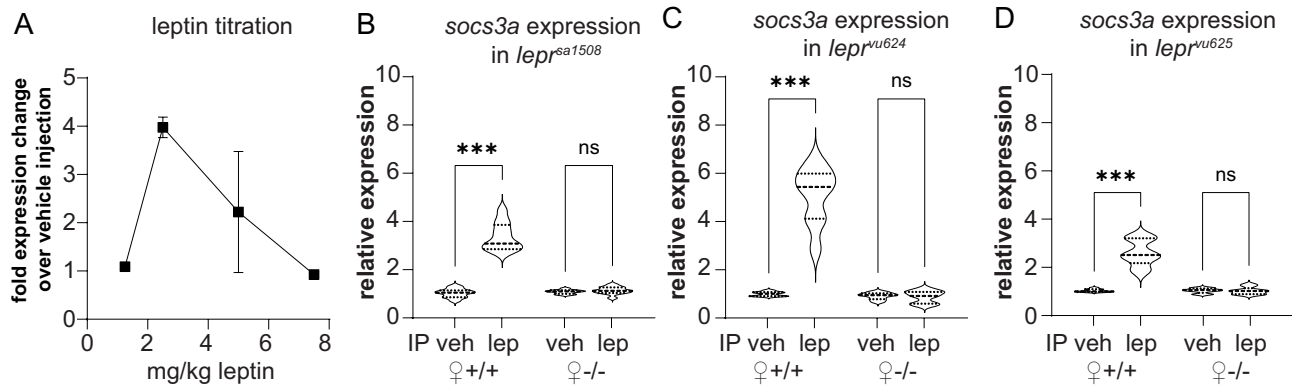 A
leptin titration
fold expression change
over vehicle injection
5
4
3
2
1
0
0 2 4 6 8
mg/kg leptin
B
socs3a expression
in lepr^sa1508
relative expression
10
8
6
4
2
0
***
ns
IP veh lep veh lep
♀+/+ ♀-/-
C
socs3a expression
in lepr^vu624
relative expression
10
8
6
4
2
0
***
ns
IP veh lep veh lep
♀+/+ ♀-/-
D
socs3a expression
in lepr^vu625
relative expression
10
8
6
4
2
0
***
ns
IP veh lep veh lep
♀+/+ ♀-/-